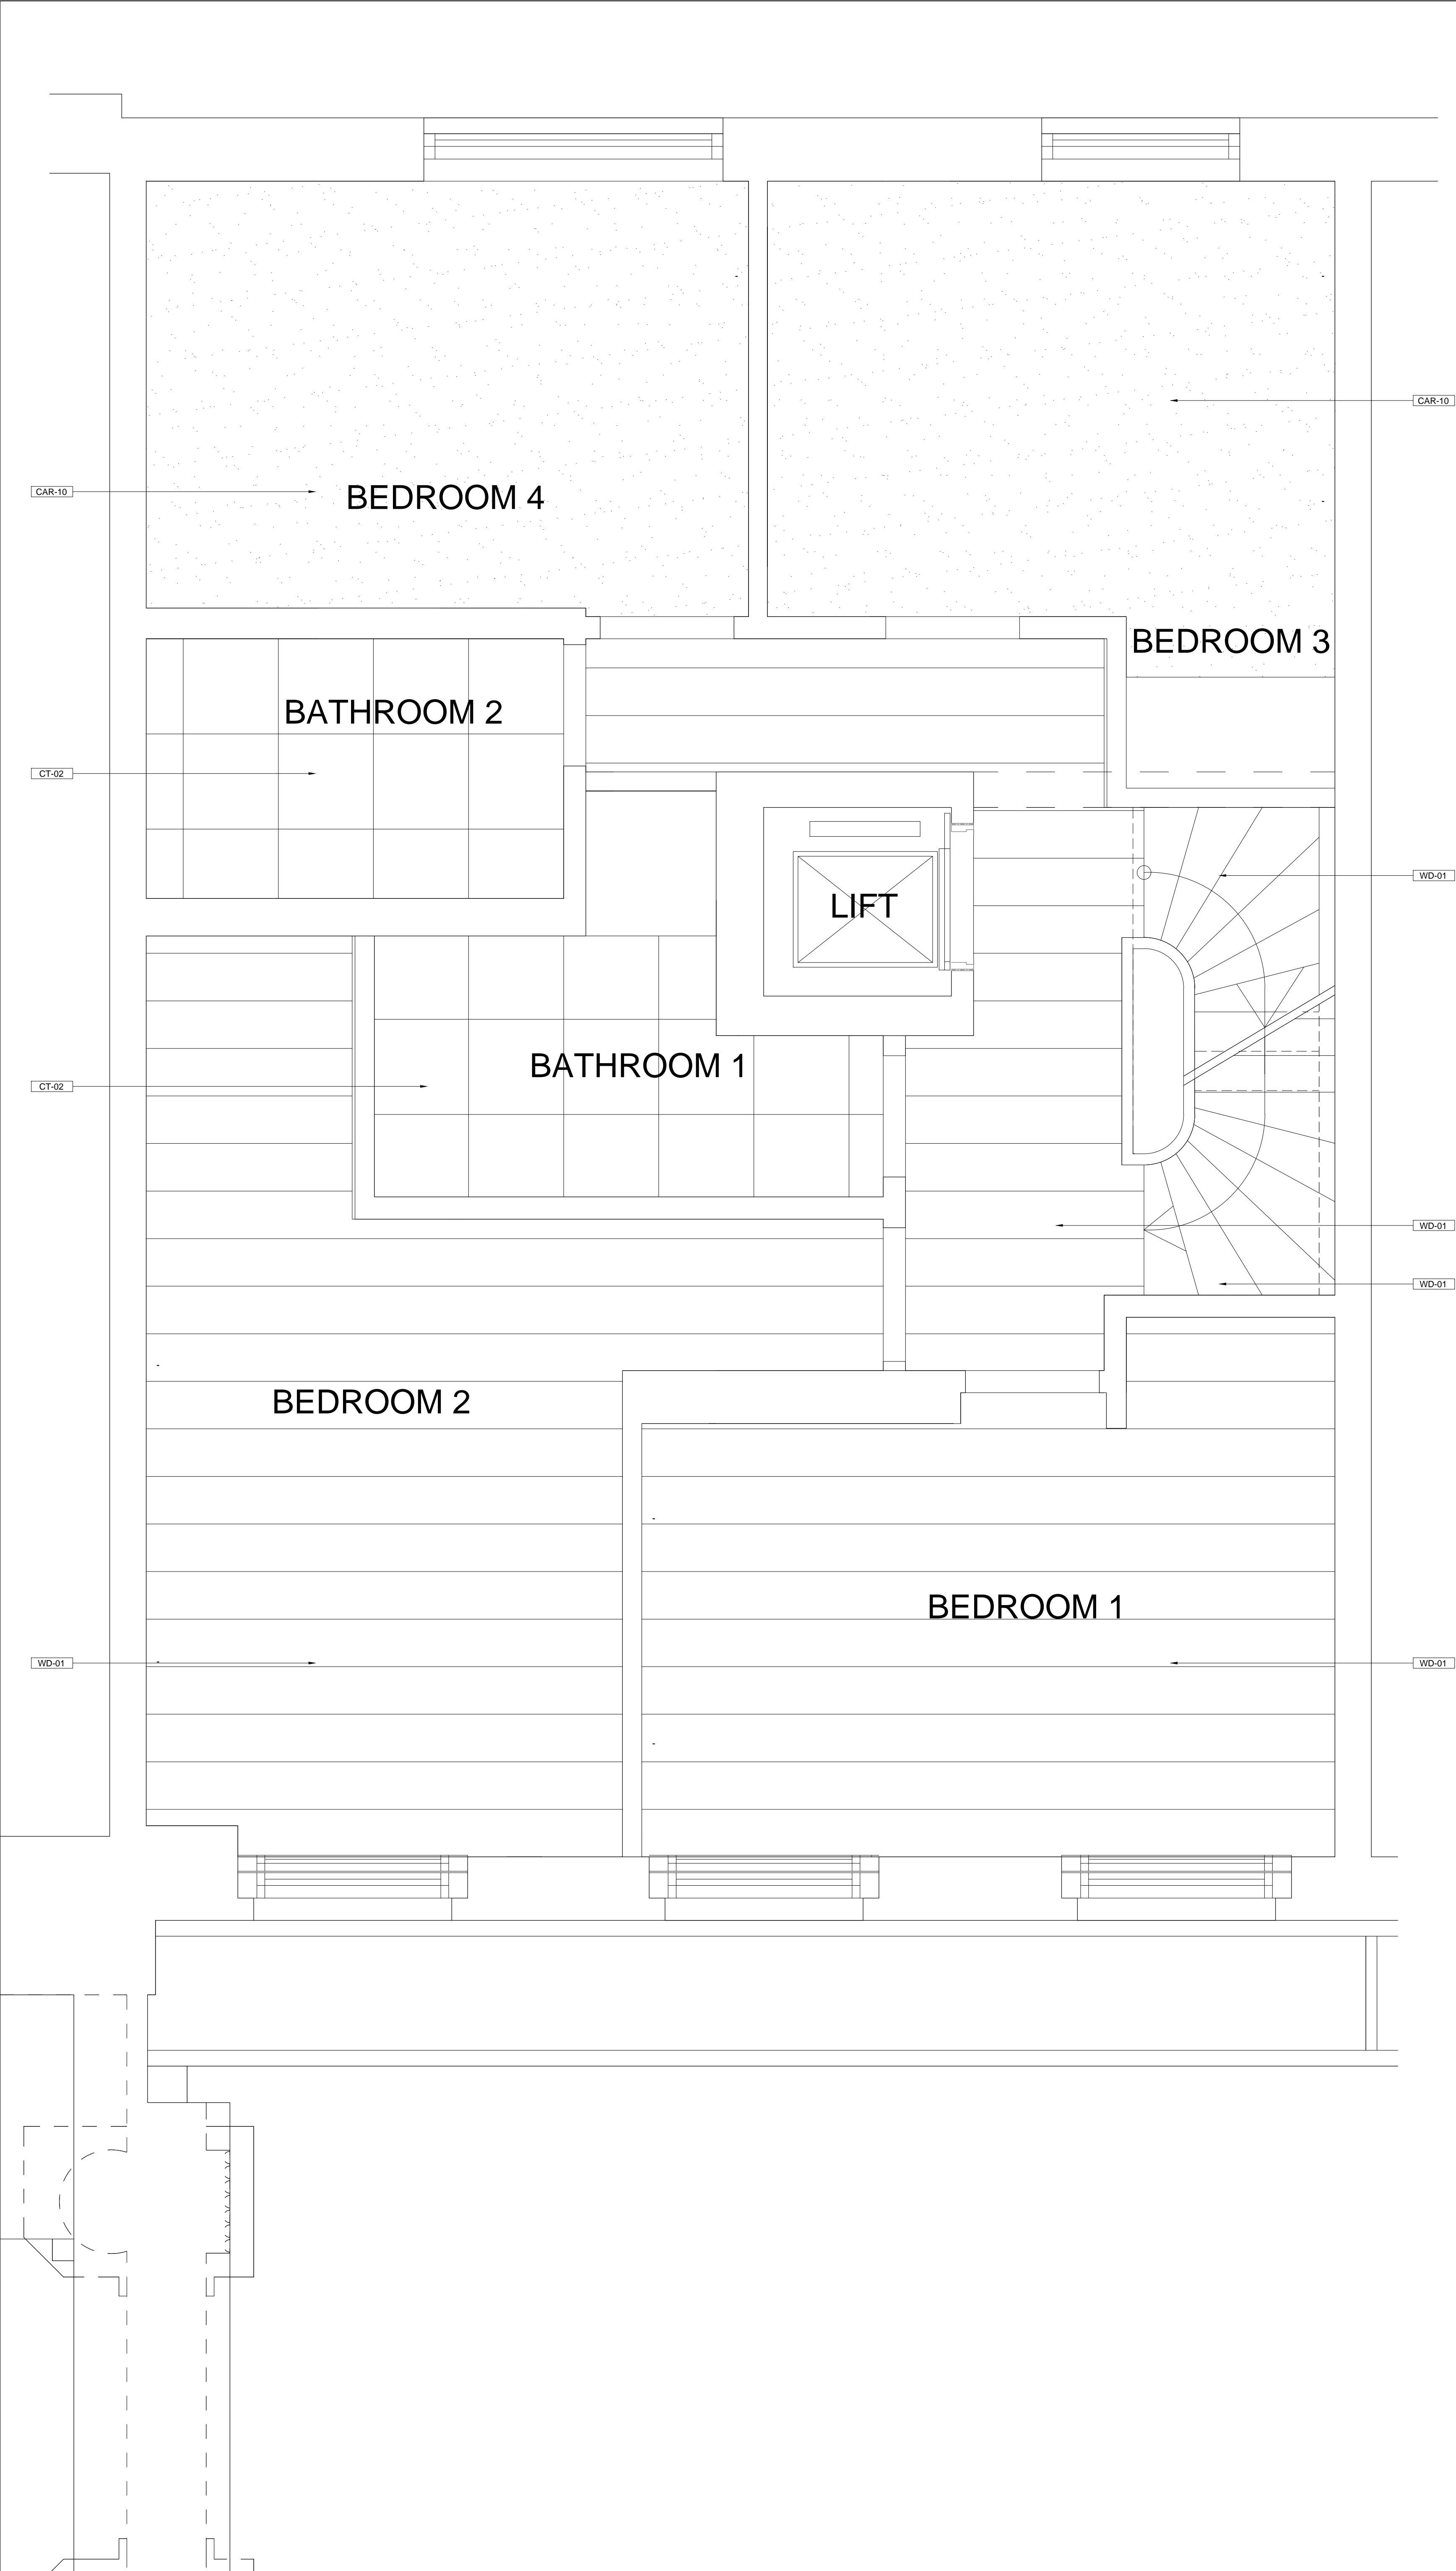 CAR-10
CAR-10
BEDROOM 4
BEDROOM 3
BATHROOM 2
CT-02
WD-01
LIFT
BATHROOM 1
CT-02
WD-01
WD-01
BEDROOM 2
BEDROOM 1
WD-01
WD-01